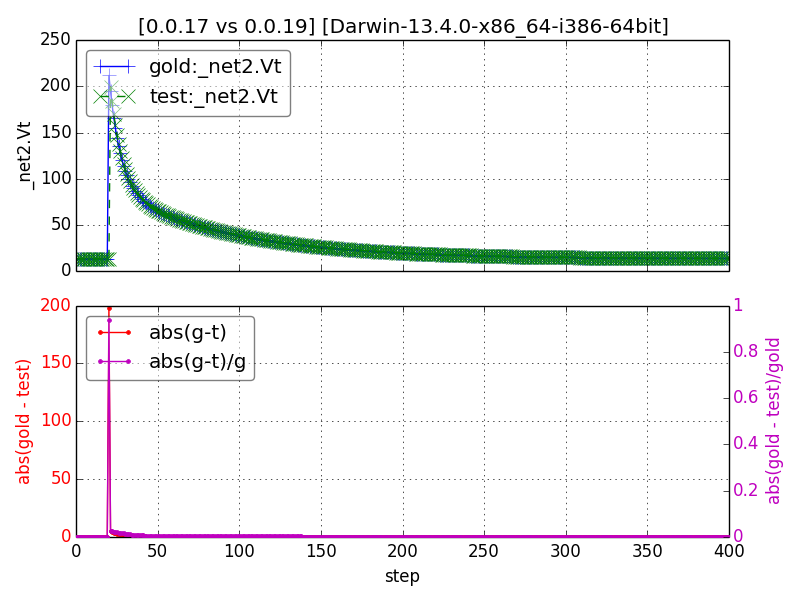 [0.0.17 vs 0.0.19] [Darwin-13.4.0-x86_64-i386-64bit]
250
200
150
100
50
0
_net2.Vt
gold:_net2.Vt
test:_net2.Vt
200
150
100
50
0
abs(gold - test)
abs(g-t)
abs(g-t)/g
1
0.8
0.6
0.4
0.2
0
abs(gold - test)/gold
0 50 100 150 200 250 300 350 400
step